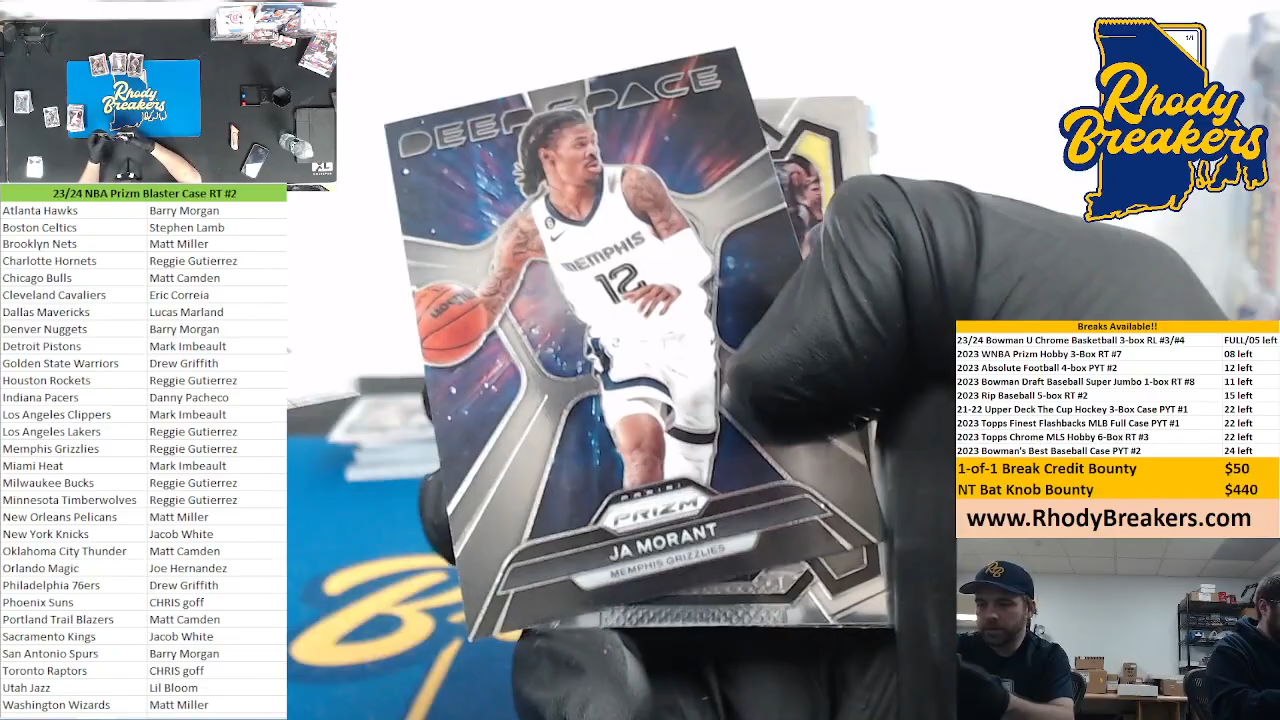 Rhody
Breakers
23/24 NBA Prizm Blaster Case RT #2
Atlanta Hawks Barry Morgan
Boston Celtics Stephen Lamb
Brooklyn Nets Matt Miller
Charlotte Hornets Reggie Gutierrez
Chicago Bulls Matt Camden
Cleveland Cavaliers Eric Correia
Dallas Mavericks Lucas Marland
Denver Nuggets Barry Morgan
Detroit Pistons Mark Imbeault
Golden State Warriors Drew Griffith
Houston Rockets Reggie Gutierrez
Indiana Pacers Danny Pacheco
Los Angeles Clippers Mark Imbeault
Los Angeles Lakers Reggie Gutierrez
Memphis Grizzlies Reggie Gutierrez
Miami Heat Mark Imbeault
Milwaukee Bucks Reggie Gutierrez
Minnesota Timberwolves Reggie Gutierrez
New Orleans Pelicans Matt Miller
New York Knicks Jacob White
Oklahoma City Thunder Matt Camden
Orlando Magic Joe Hernandez
Philadelphia 76ers Drew Griffith
Phoenix Suns CHRIS goff
Portland Trail Blazers Matt Camden
Sacramento Kings Jacob White
San Antonio Spurs Barry Morgan
Toronto Raptors CHRIS goff
Utah Jazz Lil Bloom
Washington Wizards Matt Miller
DEEP SPACE
MEMPHIS
12
PANINI
PRIZM
JA MORANT
MEMPHIS GRIZZLIES
1/1
Rhody
Breakers
Breaks Available!!
23/24 Bowman U Chrome Basketball 3-box RL #3/#4 FULL/05 left
2023 WNBA Prizm Hobby 3-Box RT #7 08 left
2023 Absolute Football 4-box PYT #2 12 left
2023 Bowman Draft Baseball Super Jumbo 1-box RT #8 11 left
2023 Rip Baseball 5-box RT #2 15 left
21-22 Upper Deck The Cup Hockey 3-Box Case PYT #1 22 left
2023 Topps Finest Flashbacks MLB Full Case PYT #1 22 left
2023 Topps Chrome MLS Hobby 6-Box RT #3 22 left
2023 Bowman's Best Baseball Case PYT #2 24 left
1-of-1 Break Credit Bounty $50
NT Bat Knob Bounty $440
www.RhodyBreakers.com
RB